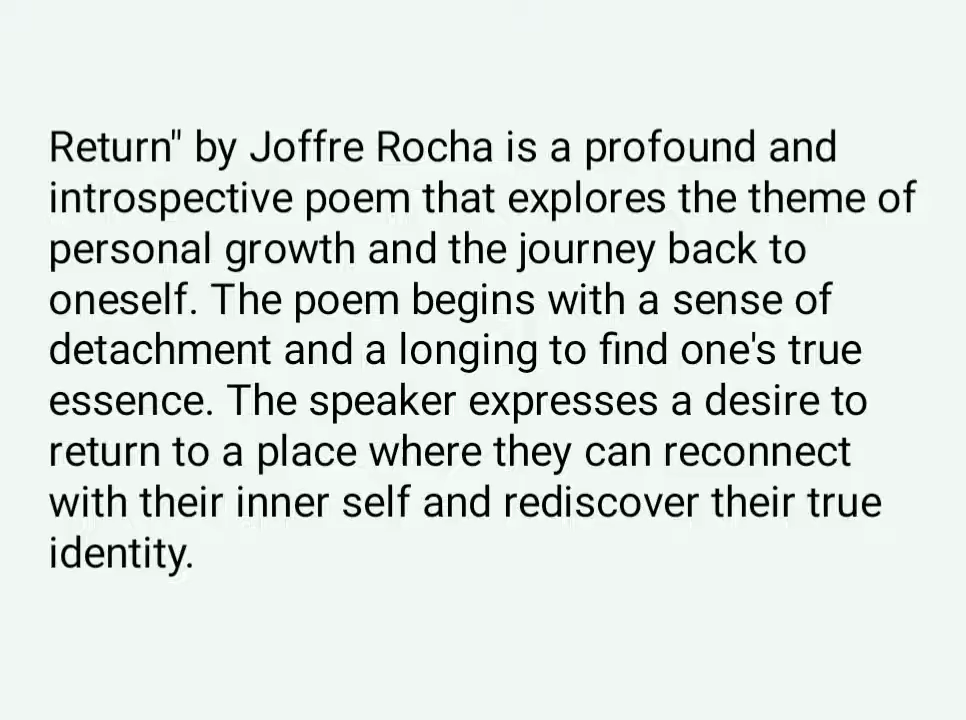 Return" by Joffre Rocha is a profound and
introspective poem that explores the theme of
personal growth and the journey back to
oneself. The poem begins with a sense of
detachment and a longing to find one's true
essence. The speaker expresses a desire to
return to a place where they can reconnect
with their inner self and rediscover their true
identity.